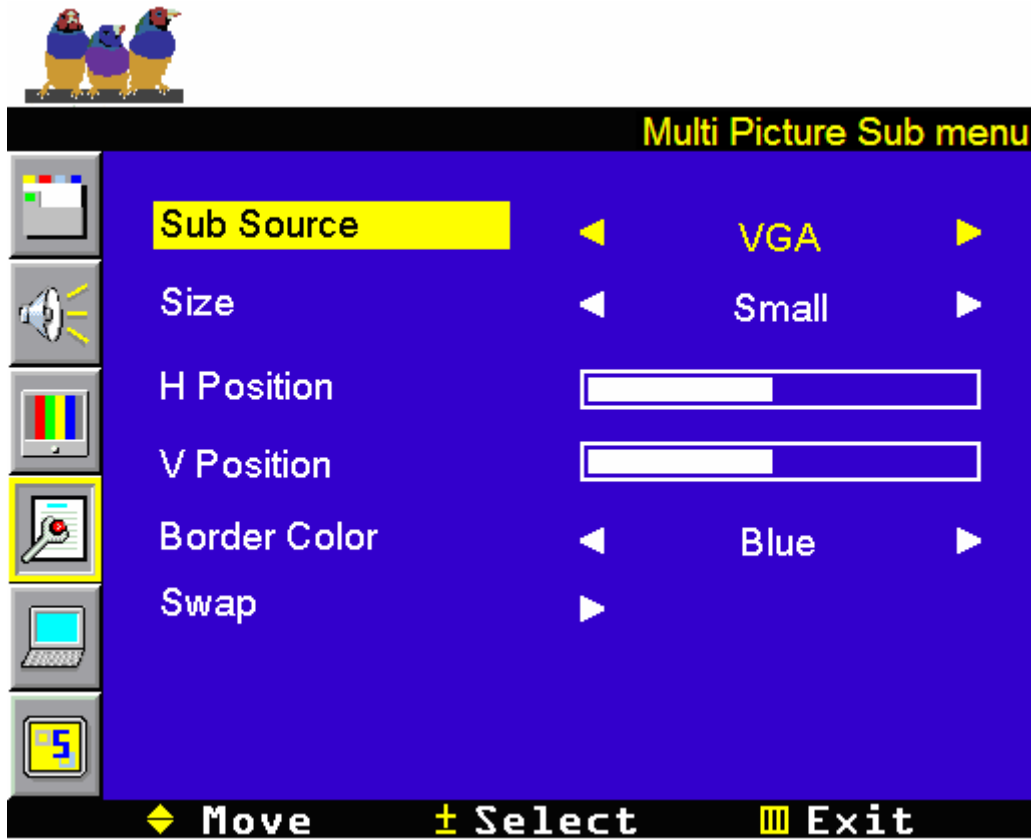 Multi Picture Sub menu
Sub Source VGA
Size Small
H Position
V Position
Border Color Blue
Swap
Move ± Select Exit